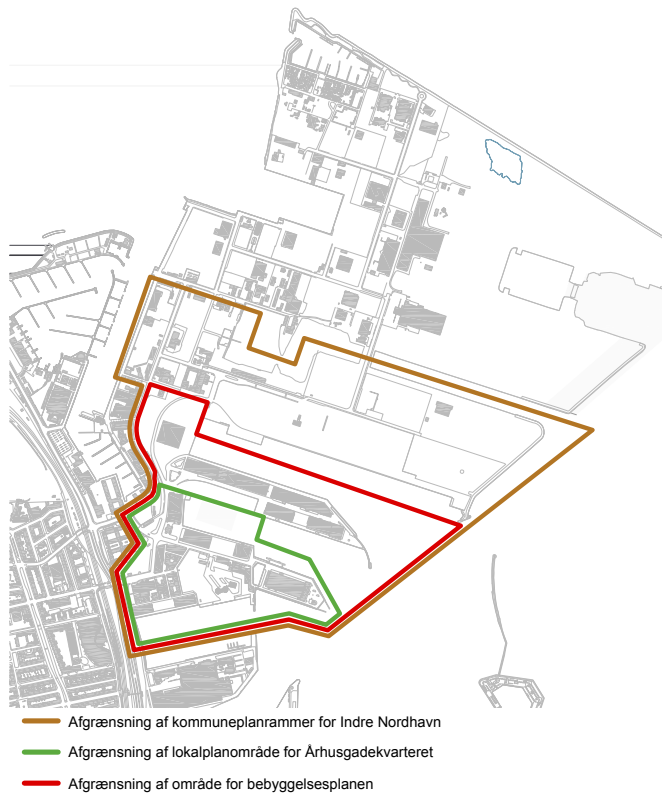 Afgrænsning af kommuneplanrammer for Indre Nordhavn
Afgrænsning af lokalplanområde for Århusgadekvarteret
Afgrænsning af område for bebyggelsesplanen